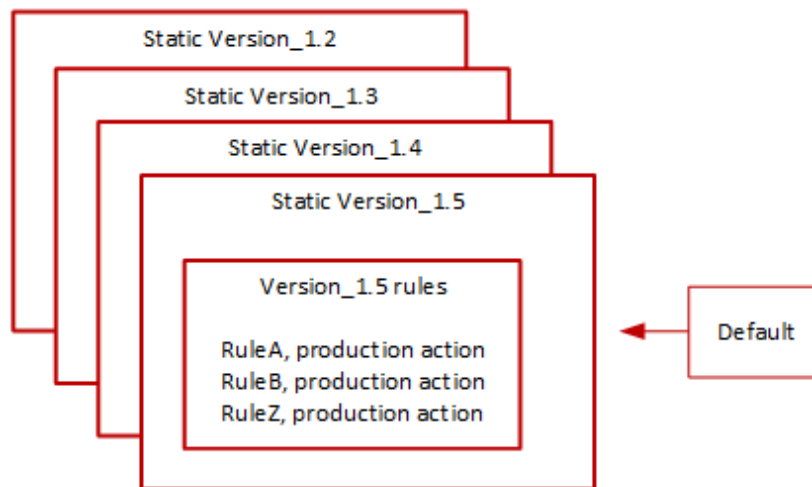 Static Version_1.2
Static Version_1.3
Static Version_1.4
Static Version_1.5
Version_1.5 rules
RuleA, production action
RuleB, production action
RuleZ, production action
Default